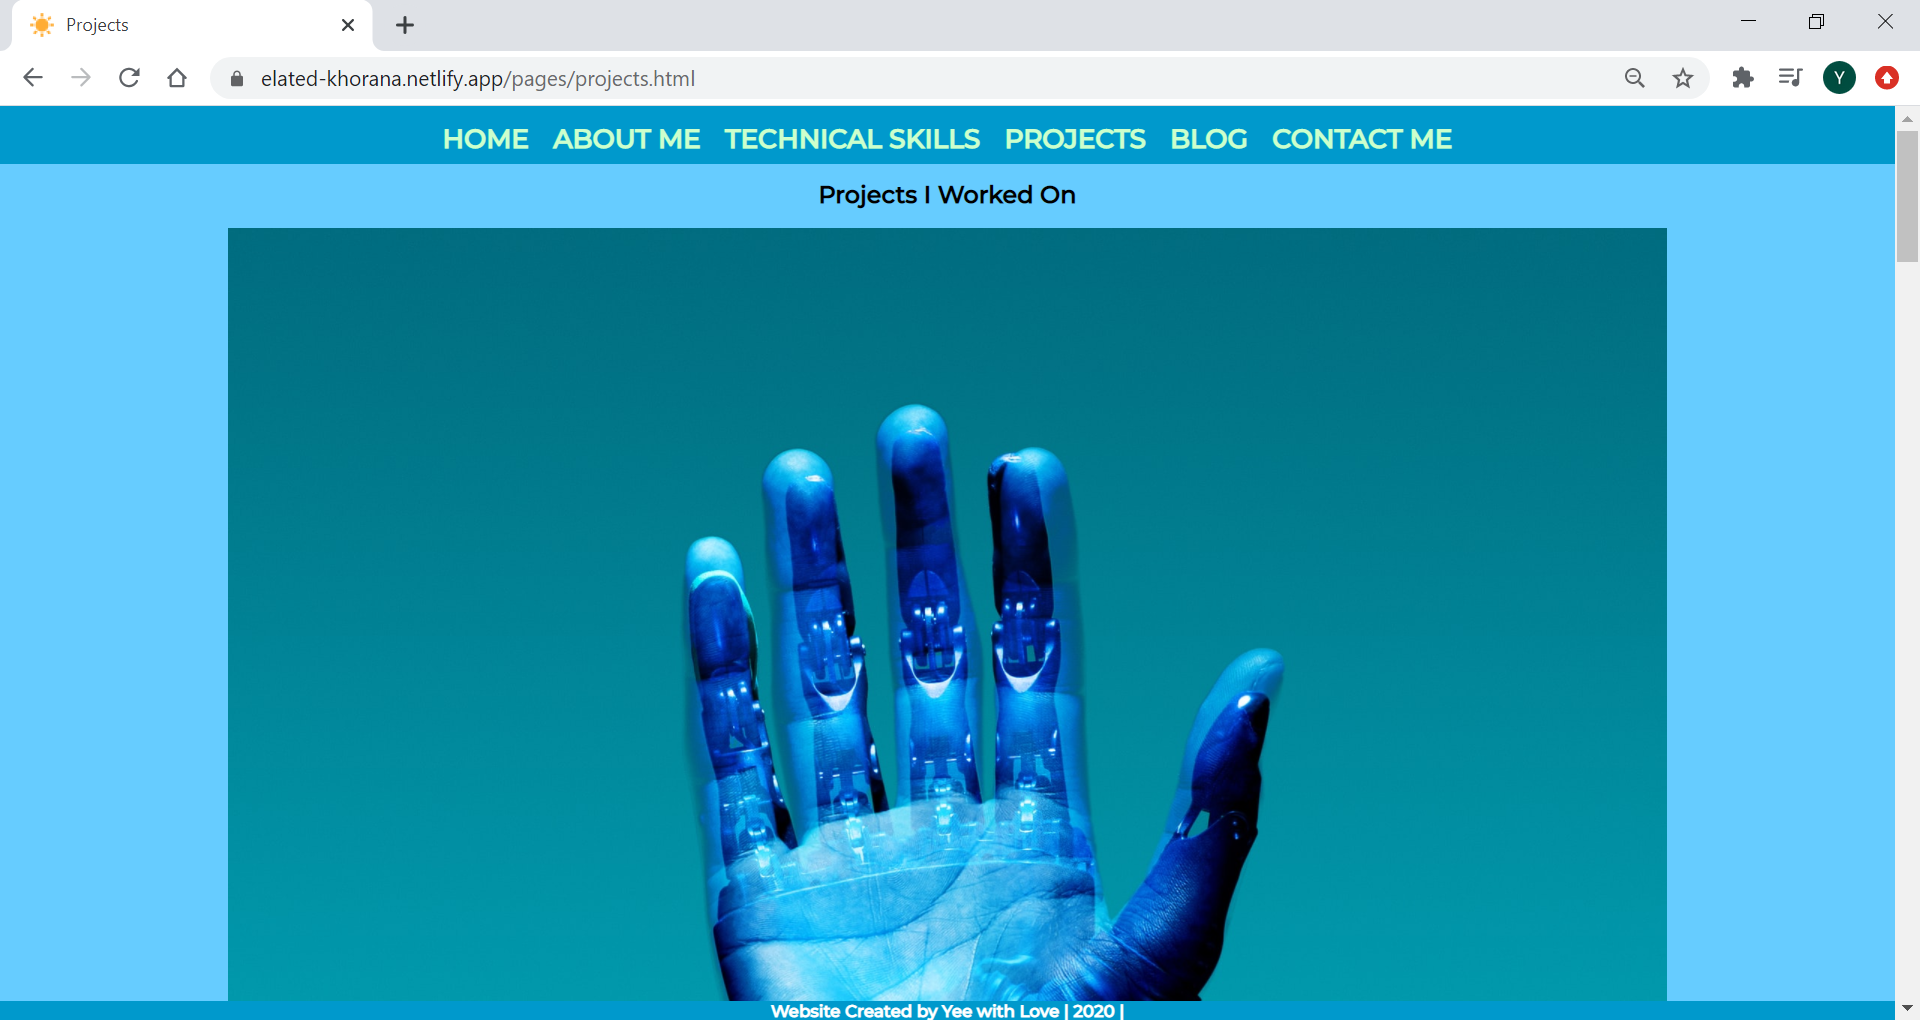 Projects
elated-khorana.netlify.app/pages/projects.html
Y
HOME ABOUT ME TECHNICAL SKILLS PROJECTS BLOG CONTACT ME
Projects I Worked On
Website Created by Yee with Love | 2020 |